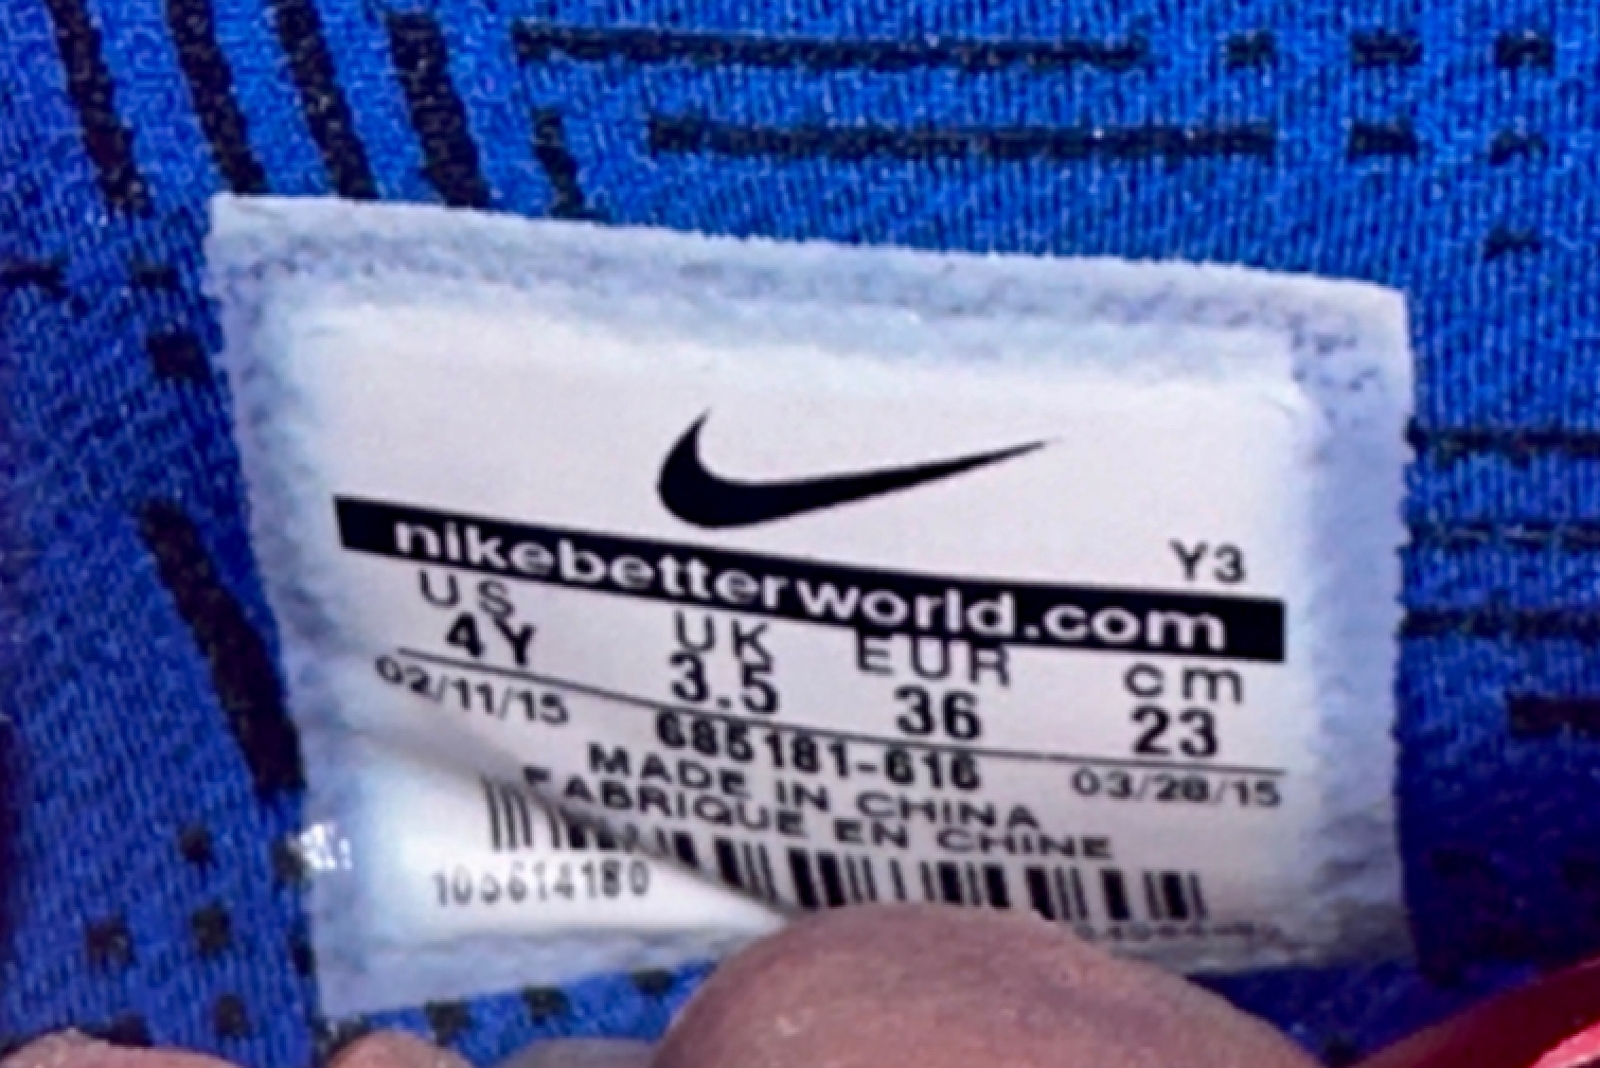 Y3
nikebetterworld.com
US UK EUR cm
4Y 3.5 36 23
02/11/15 685181-616 03/28/15
MADE IN CHINA
FABRIQUE EN CHINE